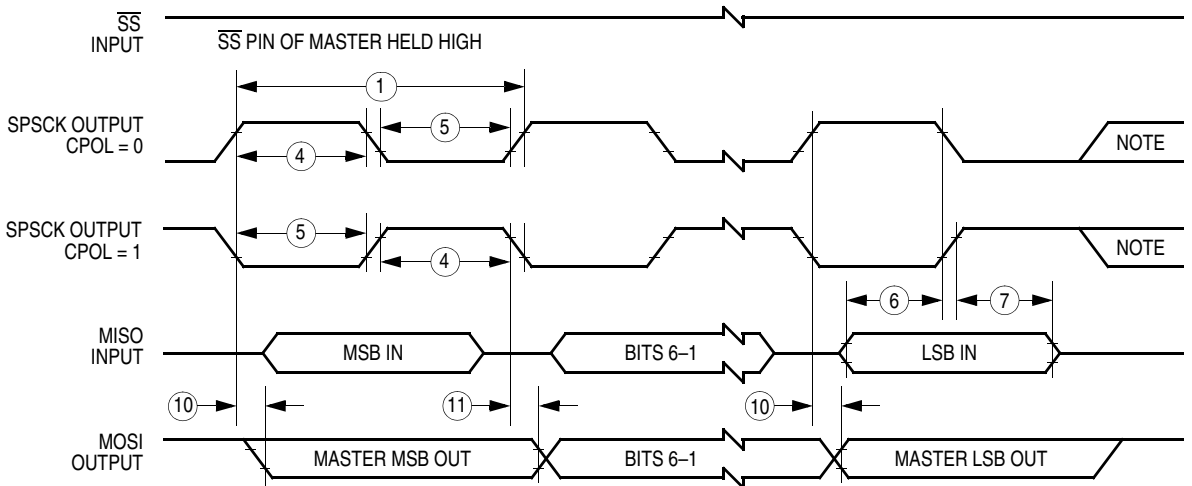 SS
INPUT
SS PIN OF MASTER HELD HIGH
1
SPSCK OUTPUT
CPOL = 0
5
4
NOTE
SPSCK OUTPUT
CPOL = 1
5
4
NOTE
6
7
MISO
INPUT
MSB IN
BITS 6–1
LSB IN
10
11
10
MOSI
OUTPUT
MASTER MSB OUT
BITS 6–1
MASTER LSB OUT